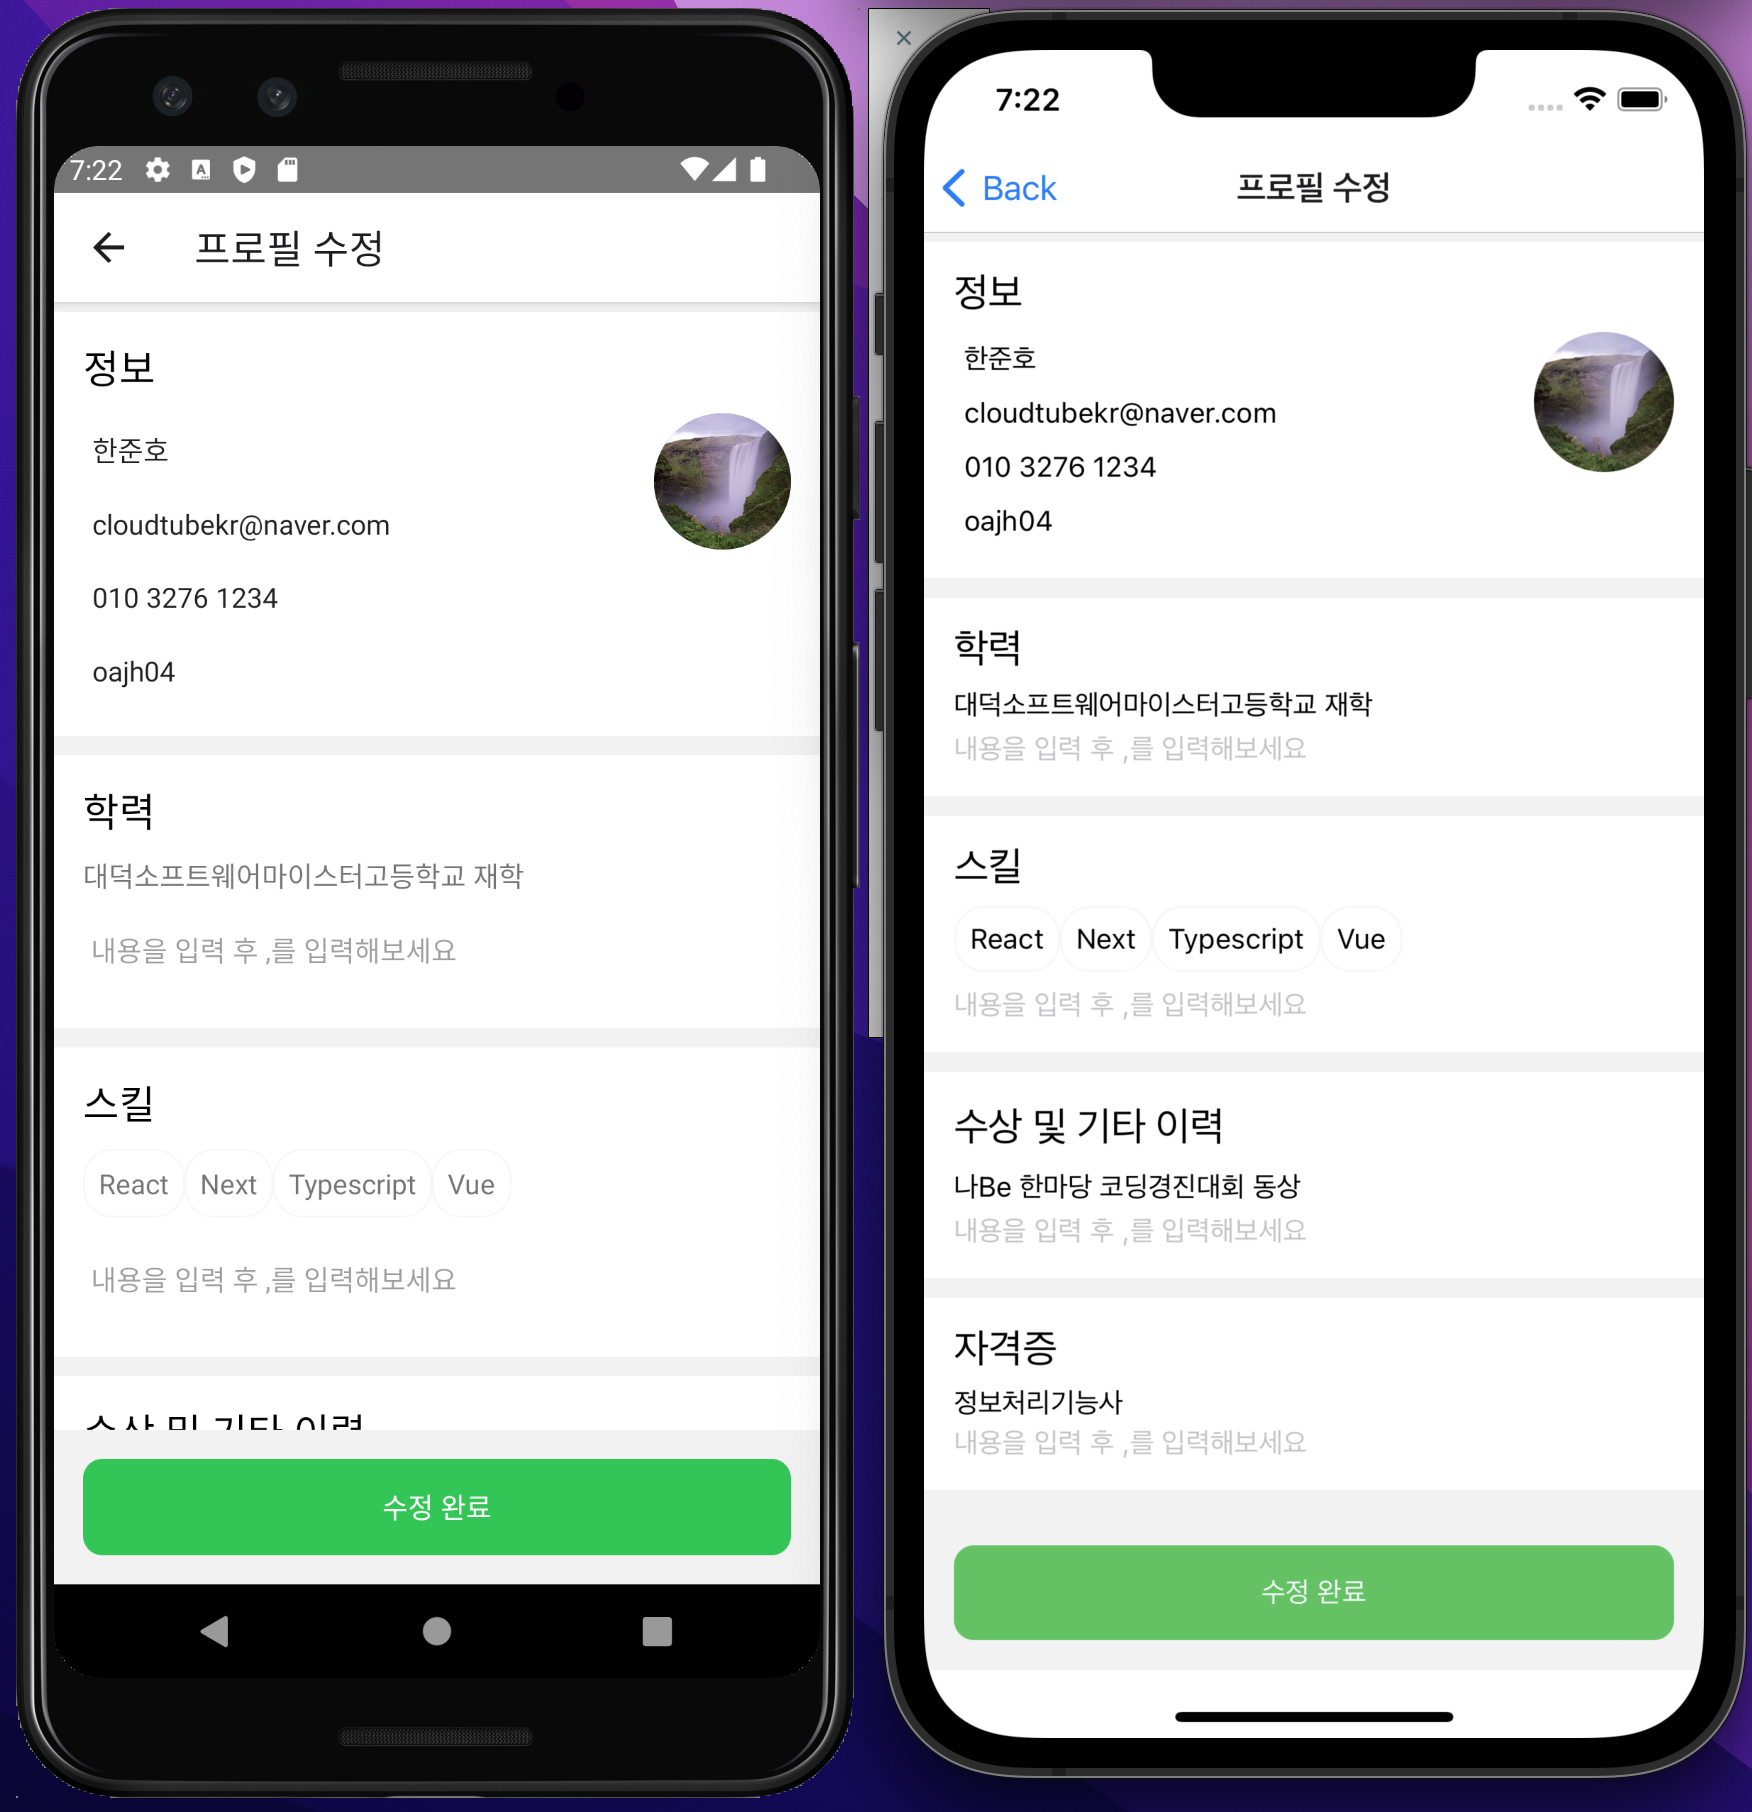 7:22
프로필 수정
정보
한준호
cloudtubekr@naver.com
010 3276 1234
oajh04
학력
대덕소프트웨어마이스터고등학교 재학
내용을 입력 후 ,를 입력해보세요
스킬
React Next Typescript Vue
내용을 입력 후 ,를 입력해보세요
수상 및 기타 이력
수정 완료
7:22
Back 프로필 수정
정보
한준호
cloudtubekr@naver.com
010 3276 1234
oajh04
학력
대덕소프트웨어마이스터고등학교 재학
내용을 입력 후 ,를 입력해보세요
스킬
React Next Typescript Vue
내용을 입력 후 ,를 입력해보세요
수상 및 기타 이력
나Be 한마당 코딩경진대회 동상
내용을 입력 후 ,를 입력해보세요
자격증
정보처리기능사
내용을 입력 후 ,를 입력해보세요
수정 완료